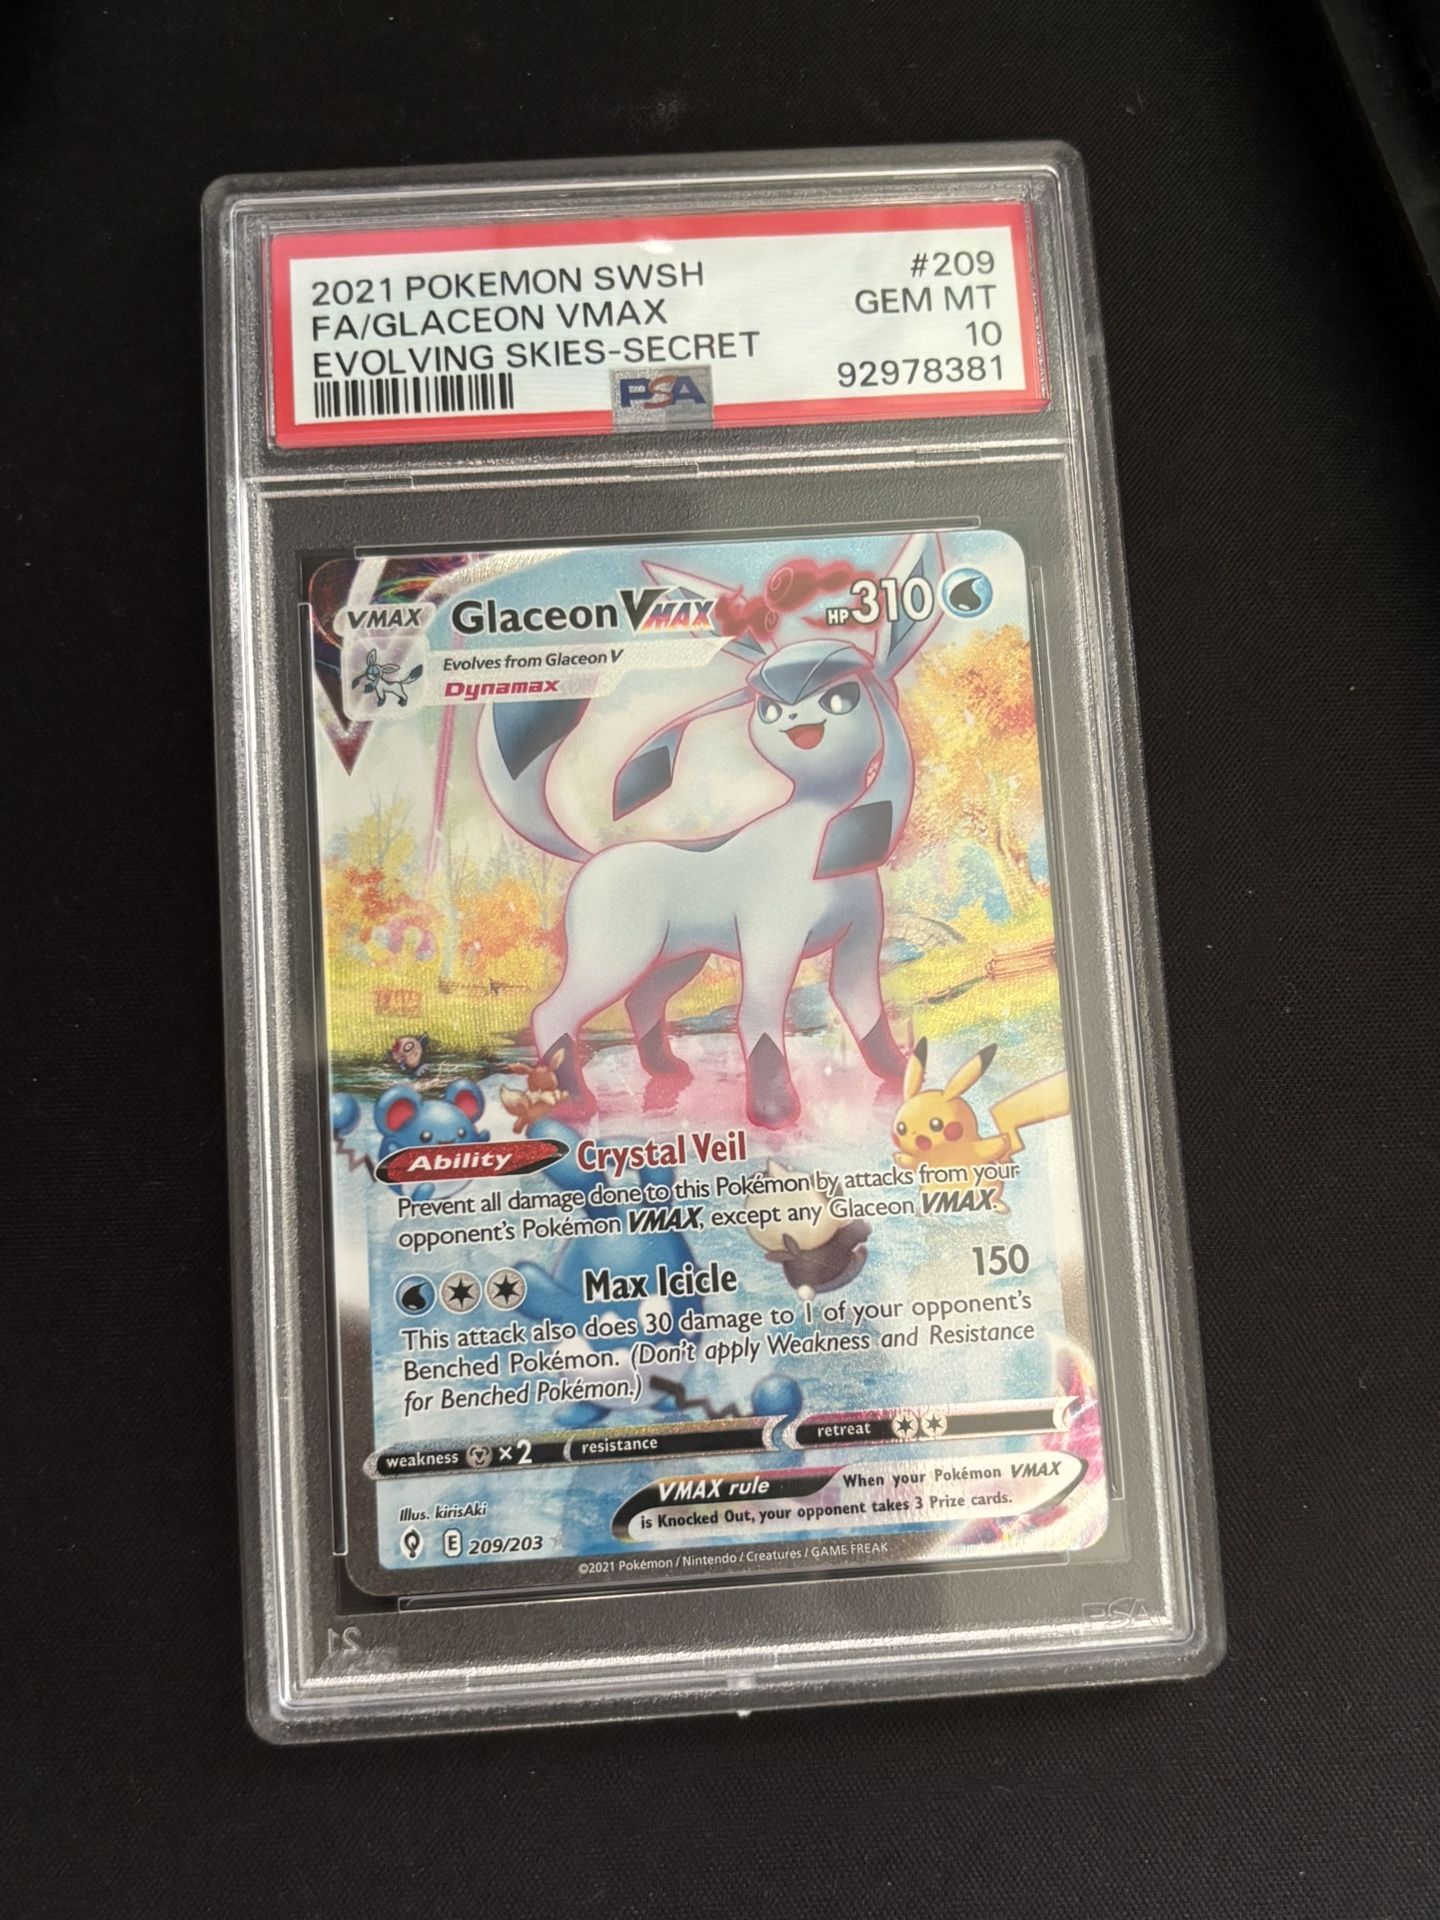 2021 POKEMON SWSH #209
FA/GLACEON VMAX GEM MT
EVOLVING SKIES-SECRET 10
PSA 92978381
VMAX Glaceon VMAX HP 310
Evolves from Glaceon V
Dynamax
Ability Crystal Veil
Prevent all damage done to this Pokémon by attacks from your
opponent's Pokémon VMAX, except any Glaceon VMAX.
Max Icicle 150
This attack also does 30 damage to 1 of your opponent's
Benched Pokémon. (Don't apply Weakness and Resistance
for Benched Pokémon.)
weakness ×2 resistance retreat
VMAX rule When your Pokémon VMAX
is Knocked Out, your opponent takes 3 Prize cards.
Illus. kirisAki
E 209/203
©2021 Pokémon / Nintendo / Creatures / GAME FREAK
PSA